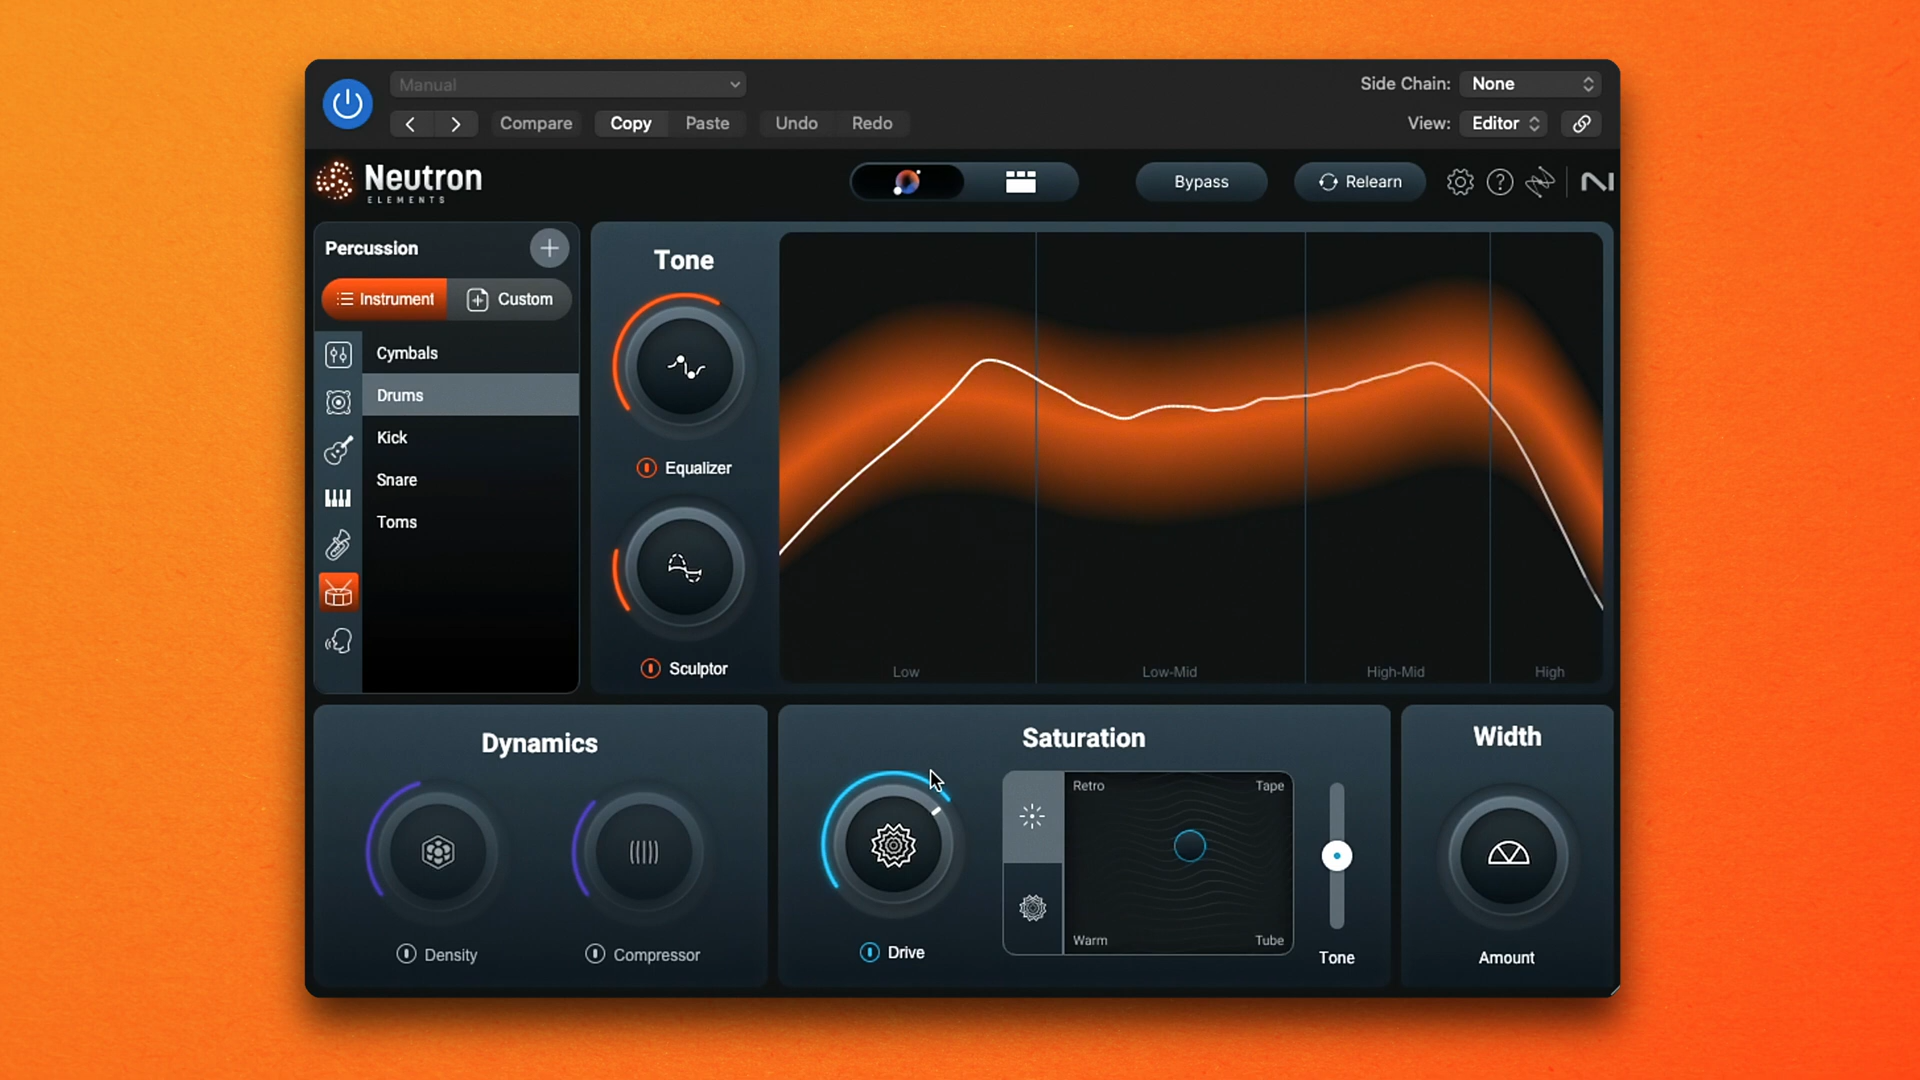 Manual
Side Chain: None
Compare Copy Paste Undo Redo
View: Editor
Neutron
ELEMENTS
Bypass
Relearn
Percussion
Instrument
Custom
Cymbals
Drums
Kick
Snare
Toms
Tone
Equalizer
Sculptor
Low
Low-Mid
High-Mid
High
Dynamics
Density
Compressor
Saturation
Drive
Retro
Tape
Warm
Tube
Tone
Width
Amount